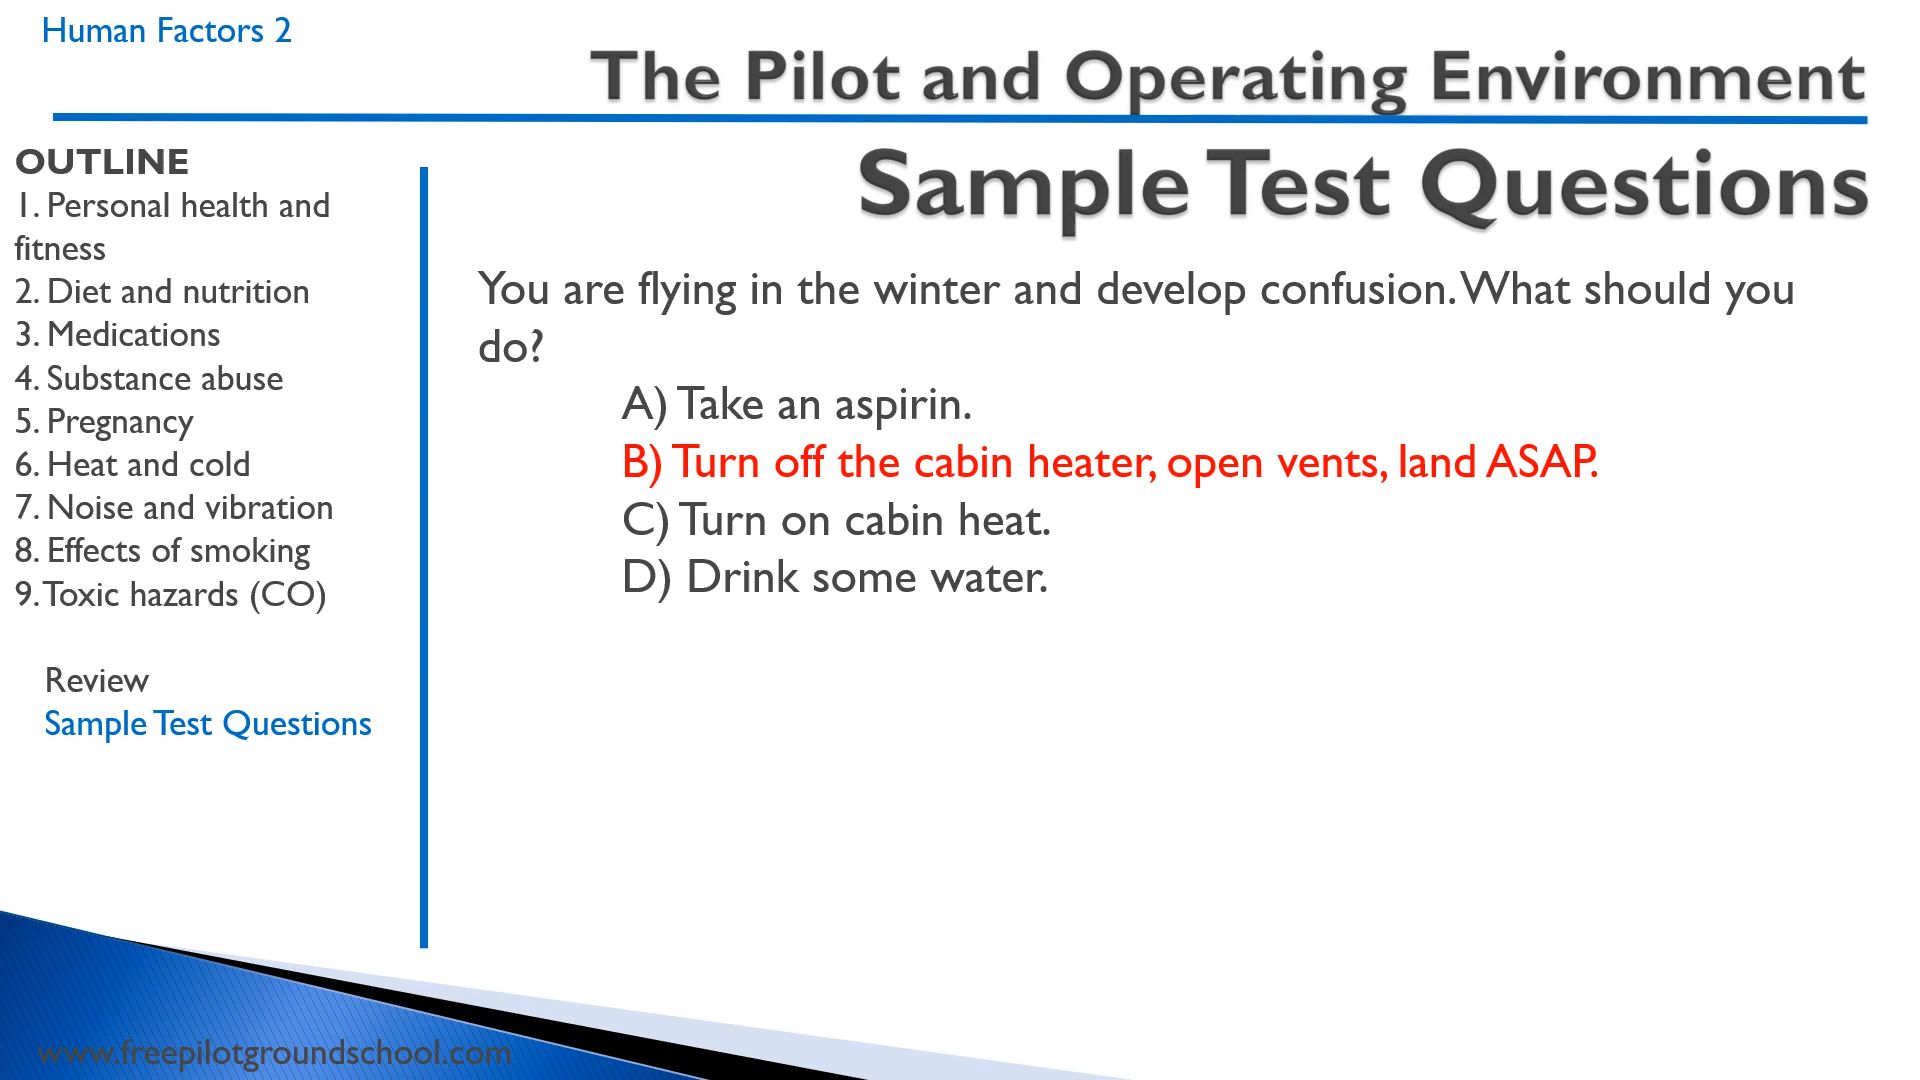 Human Factors 2
The Pilot and Operating Environment
OUTLINE
1. Personal health and
fitness
2. Diet and nutrition
3. Medications
4. Substance abuse
5. Pregnancy
6. Heat and cold
7. Noise and vibration
8. Effects of smoking
9. Toxic hazards (CO)
Review
Sample Test Questions
Sample Test Questions
You are flying in the winter and develop confusion. What should you
do?
A) Take an aspirin.
B) Turn off the cabin heater, open vents, land ASAP.
C) Turn on cabin heat.
D) Drink some water.
www.freepilotgroundschool.com